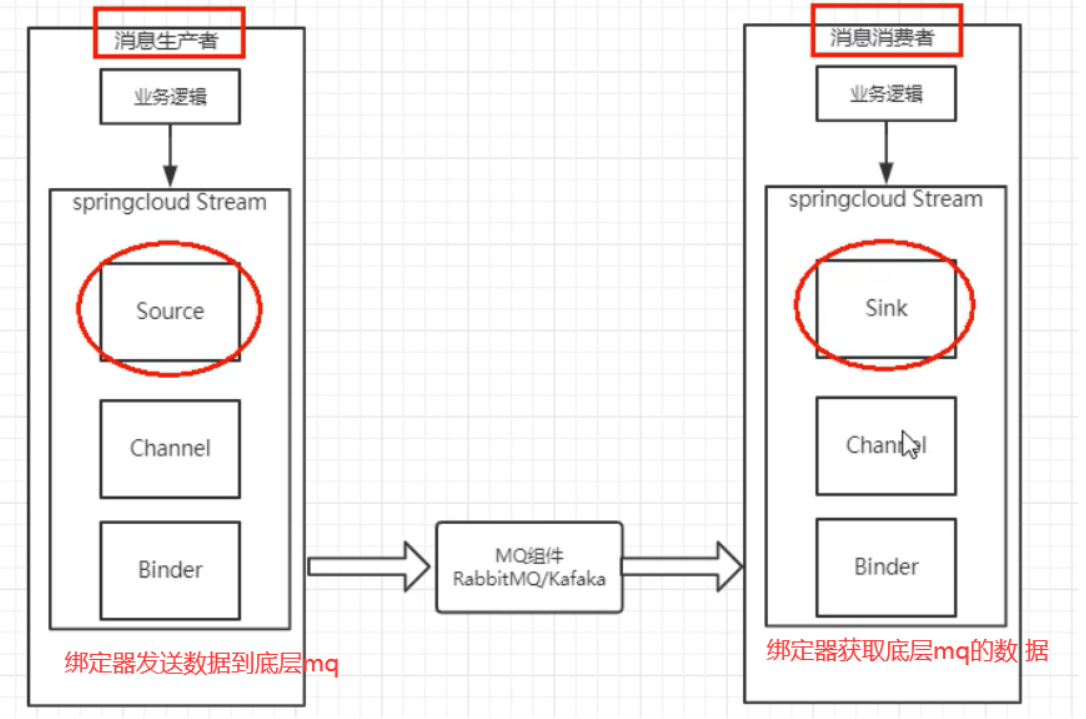 消息生产者
业务逻辑
springcloud Stream
Source
Channel
Binder
绑定器发送数据到底层mq
MQ组件
RabbitMQ/Kafaka
消息消费者
业务逻辑
springcloud Stream
Sink
Channel
Binder
绑定器获取底层mq的数据